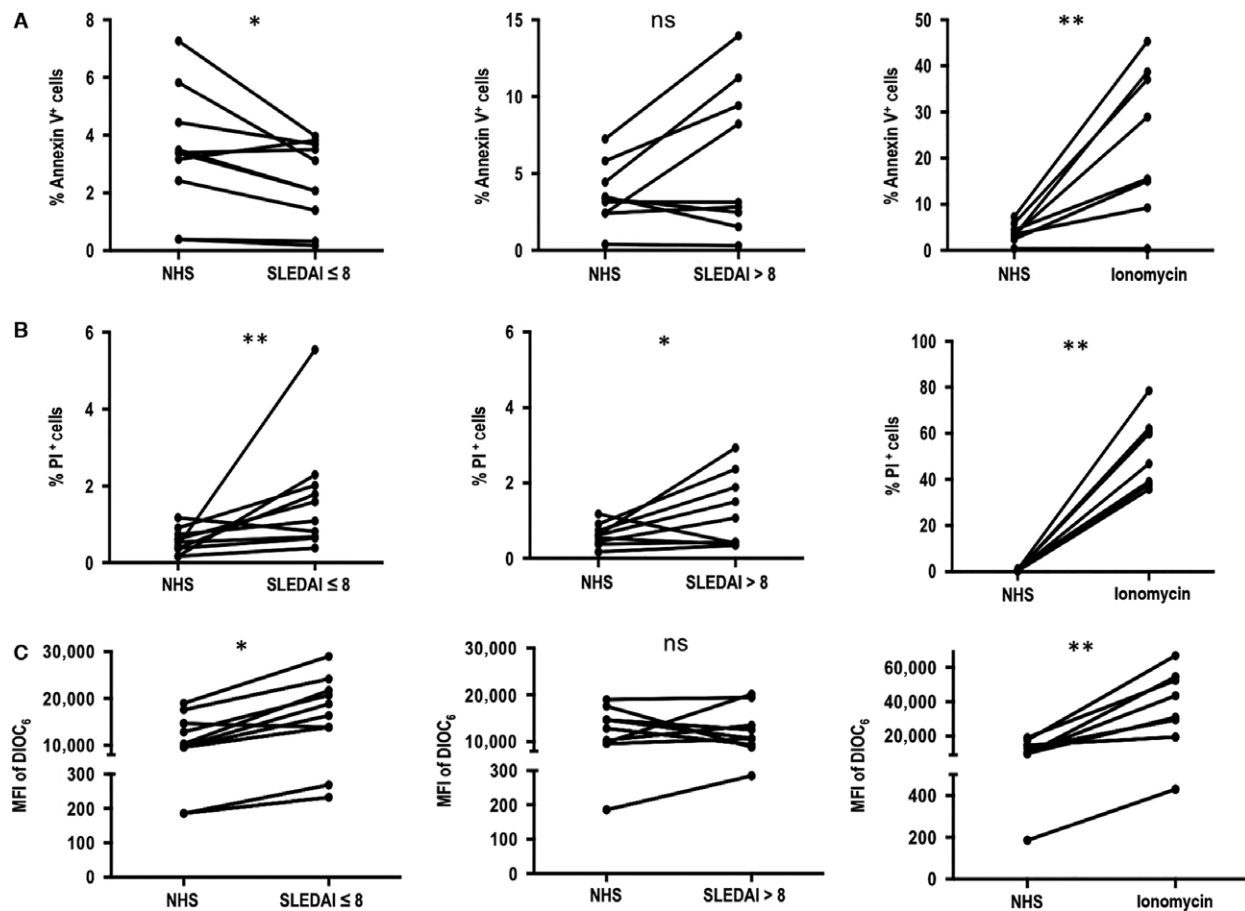 A
% Annexin V+ cells
8
6
4
2
0
*
NHS
SLEDAI ≤ 8
% Annexin V+ cells
15
10
5
0
ns
NHS
SLEDAI > 8
% Annexin V+ cells
50
40
30
20
10
0
**
NHS
Ionomycin
B
% PI + cells
6
4
2
0
**
NHS
SLEDAI ≤ 8
% PI + cells
6
4
2
0
*
NHS
SLEDAI > 8
% PI + cells
100
80
60
40
20
0
**
NHS
Ionomycin
C
MFI of DIOC6
30,000
20,000
10,000
300
200
100
0
*
NHS
SLEDAI ≤ 8
MFI of DIOC6
30,000
20,000
10,000
300
200
100
0
ns
NHS
SLEDAI > 8
MFI of DIOC6
60,000
40,000
20,000
400
200
0
**
NHS
Ionomycin